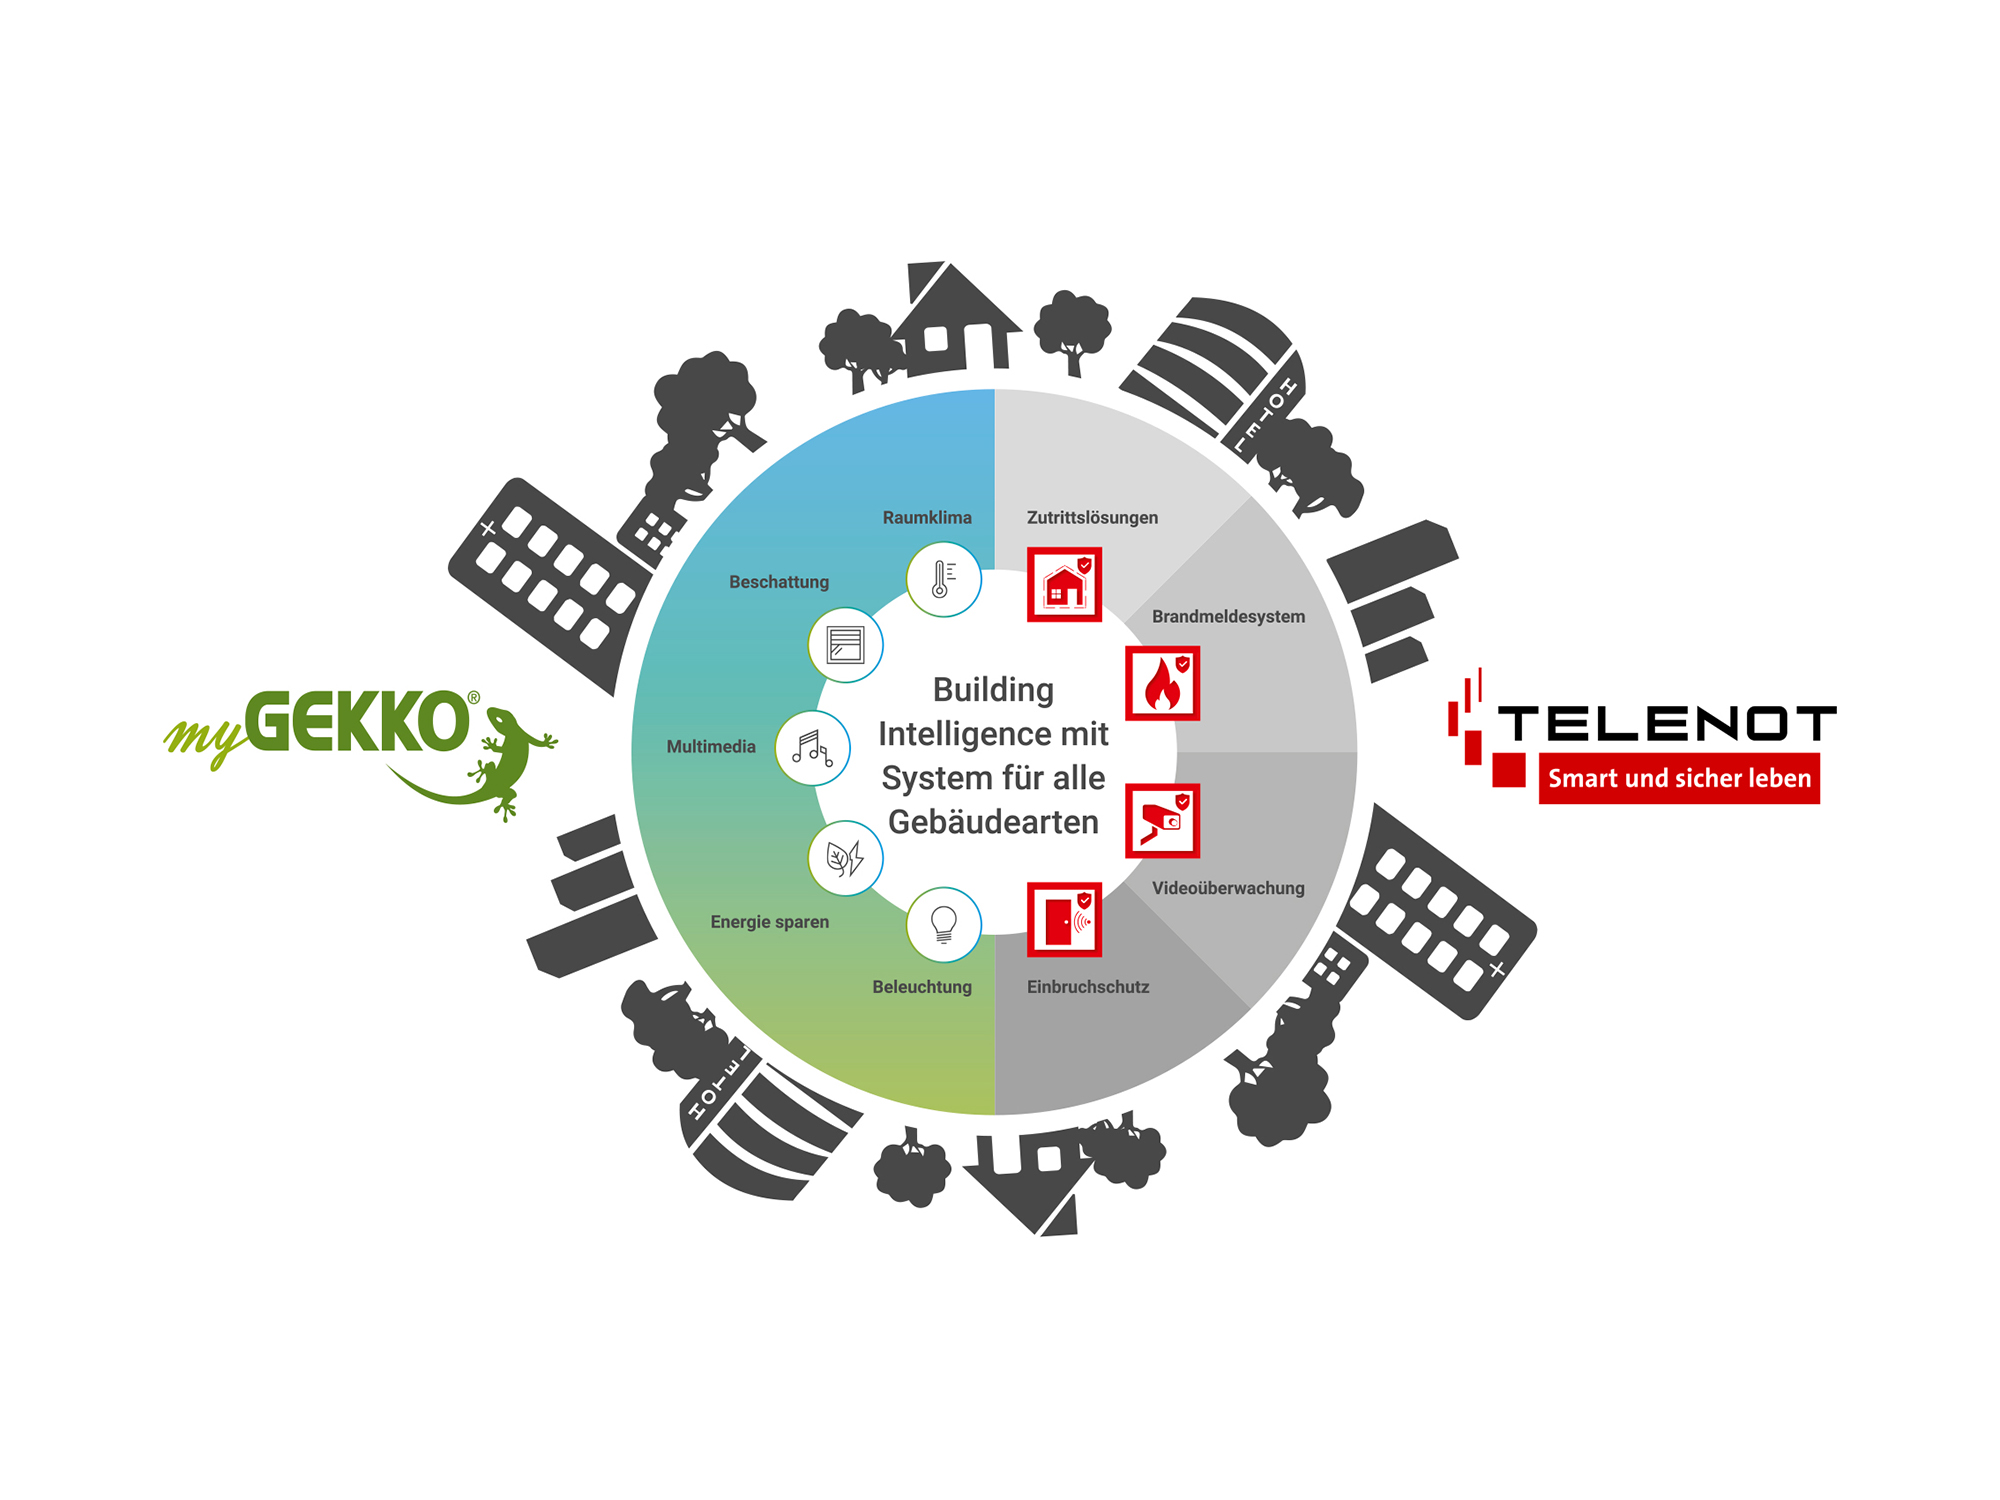 HOTEL
Raumklima
Zutrittslösungen
Beschattung
Brandmeldesystem
myGEKKO®
Multimedia
Building
Intelligence mit
System für alle
Gebäudearten
TELENOT
Smart und sicher leben
Energie sparen
Videoüberwachung
Beleuchtung
Einbruchschutz
HOTEL